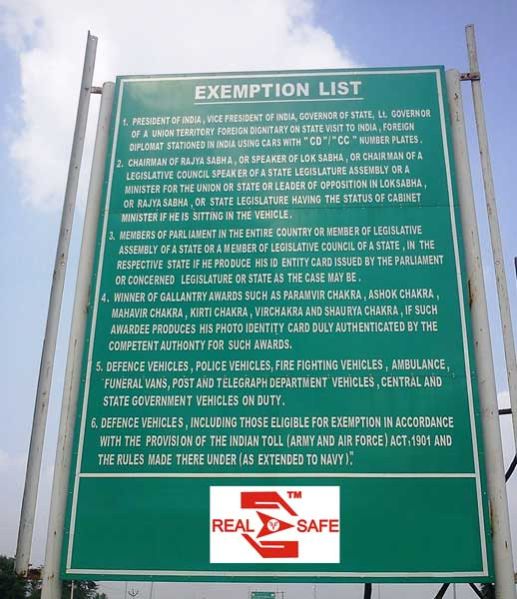 EXEMPTION LIST
1. PRESIDENT OF INDIA, VICE PRESIDENT OF INDIA, GOVERNOR OF STATE, Lt. GOVERNOR
OF A UNION TERRITORY FOREIGN DIGNITARY ON STATE VISIT TO INDIA, FOREIGN
DIPLOMAT STATIONED IN INDIA USING CARS WITH "CD"/"CC" NUMBER PLATES.
2. CHAIRMAN OF RAJYA SABHA, OR SPEAKER OF LOK SABHA, OR CHAIRMAN OF A
LEGISLATIVE COUNCIL SPEAKER OF A STATE LEGISLATURE ASSEMBLY OR A
MINISTER FOR THE UNION OR STATE OR LEADER OF OPPOSITION IN LOKSABHA,
OR RAJYA SABHA, OR STATE LEGISLATURE HAVING THE STATUS OF CABINET
MINISTER IF HE IS SITTING IN THE VEHICLE.
3. MEMBERS OF PARLIAMENT IN THE ENTIRE COUNTRY OR MEMBER OF LEGISLATIVE
ASSEMBLY OF A STATE OR A MEMBER OF LEGISLATIVE COUNCIL OF A STATE, IN THE
RESPECTIVE STATE IF HE PRODUCE HIS ID ENTITY CARD ISSUED BY THE PARLIAMENT
OR CONCERNED LEGISLATURE OR STATE AS THE CASE MAY BE.
4. WINNER OF GALLANTRY AWARDS SUCH AS PARAMVIR CHAKRA, ASHOK CHAKRA,
MAHAVIR CHAKRA, KIRTI CHAKRA, VIRCHAKRA AND SHAURYA CHAKRA, IF SUCH
AWARDEE PRODUCES HIS PHOTO IDENTITY CARD DULY AUTHENTICATED BY THE
COMPETENT AUTHONTY FOR SUCH AWARDS.
5. DEFENCE VEHICLES, POLICE VEHICLES, FIRE FIGHTING VEHICLES, AMBULANCE,
FUNERAL VANS, POST AND TELEGRAPH DEPARTMENT VEHICLES, CENTRAL AND
STATE GOVERNMENT VEHICLES ON DUTY.
6. DEFENCE VEHICLES, INCLUDING THOSE ELIGIBLE FOR EXEMPTION IN ACCORDANCE
WITH THE PROVISION OF THE INDIAN TOLL (ARMY AND AIR FORCE) ACT,1901 AND
THE RULES MADE THERE UNDER (AS EXTENDED TO NAVY)."
TM
REAL SAFE